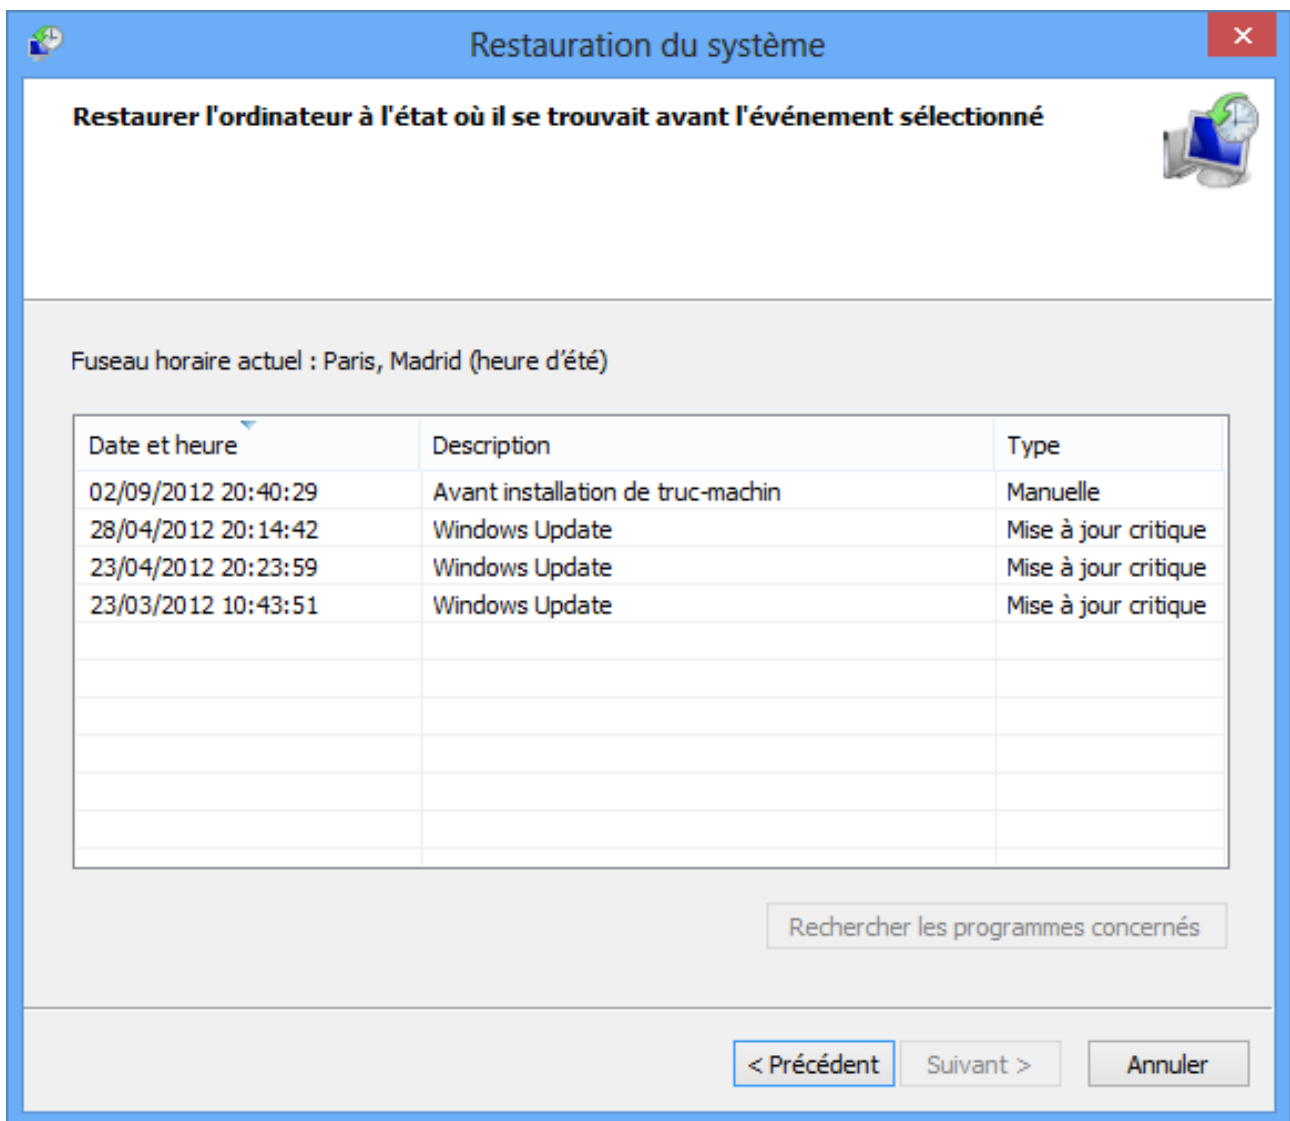 Restauration du système
Restaurer l'ordinateur à l'état où il se trouvait avant l'événement sélectionné
Fuseau horaire actuel : Paris, Madrid (heure d’été)
Date et heure Description Type
02/09/2012 20:40:29 Avant installation de truc-machin Manuelle
28/04/2012 20:14:42 Windows Update Mise à jour critique
23/04/2012 20:23:59 Windows Update Mise à jour critique
23/03/2012 10:43:51 Windows Update Mise à jour critique
Rechercher les programmes concernés
< Précédent Suivant > Annuler